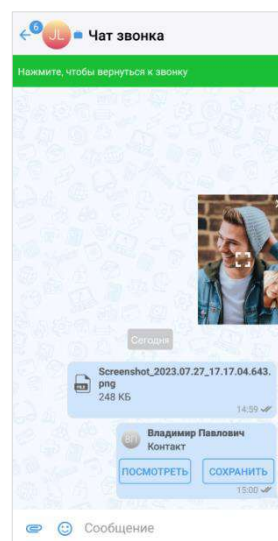 6
JL
Чат звонка
Нажмите, чтобы вернуться к звонку
Сегодня
Screenshot_2023.07.27_17.17.04.643.
png
248 КБ
14:59
ВП
Владимир Павлович
Контакт
ПОСМОТРЕТЬ
СОХРАНИТЬ
15:00
Сообщение